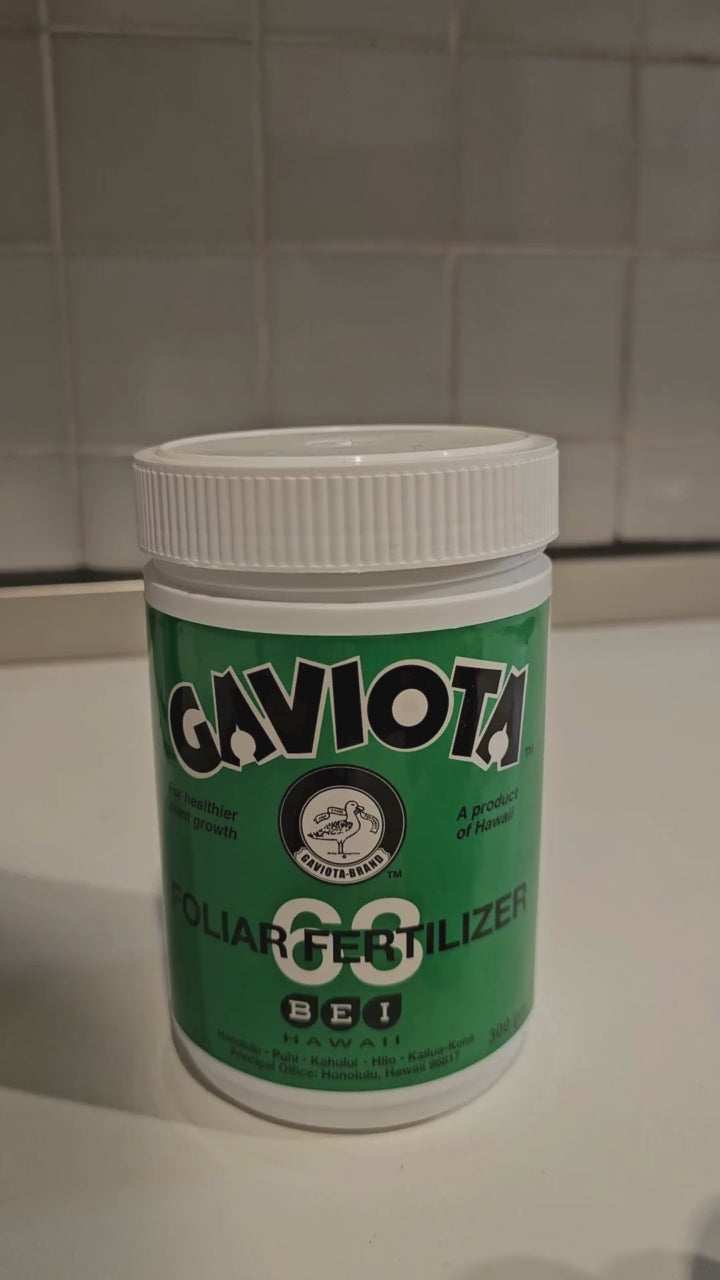 GAVIOTA
TM
For healthier
plant growth
A product
of Hawaii
GAVIOTA-BRAND
TM
FOLIAR FERTILIZER
63
BEI
HAWAII
Honolulu · Puhi · Kahului · Hilo · Kailua-Kona
Principal Office: Honolulu, Hawaii 96817